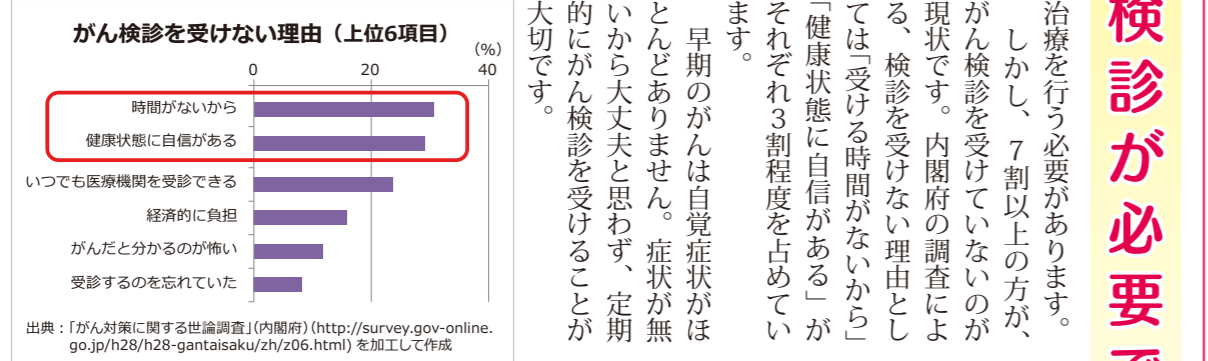 検診が必要で
治療を行う必要があります。
しかし、7割以上の方が、
がん検診を受けていないのが
現状です。内閣府の調査によ
る、検診を受けない理由とし
ては「受ける時間がないから」
「健康状態に自信がある」が
それぞれ3割程度を占めてい
ます。
早期のがんは自覚症状がほ
とんどありません。症状が無
いから大丈夫と思わず、定期
的にがん検診を受けることが
大切です。
がん検診を受けない理由（上位6項目）
(%)
0 20 40
時間がないから
健康状態に自信がある
いつでも医療機関を受診できる
経済的に負担
がんだと分かるのが怖い
受診するのを忘れていた
出典：「がん対策に関する世論調査」（内閣府）（http://survey.gov-online.
go.jp/h28/h28-gantaisaku/zh/z06.html）を加工して作成